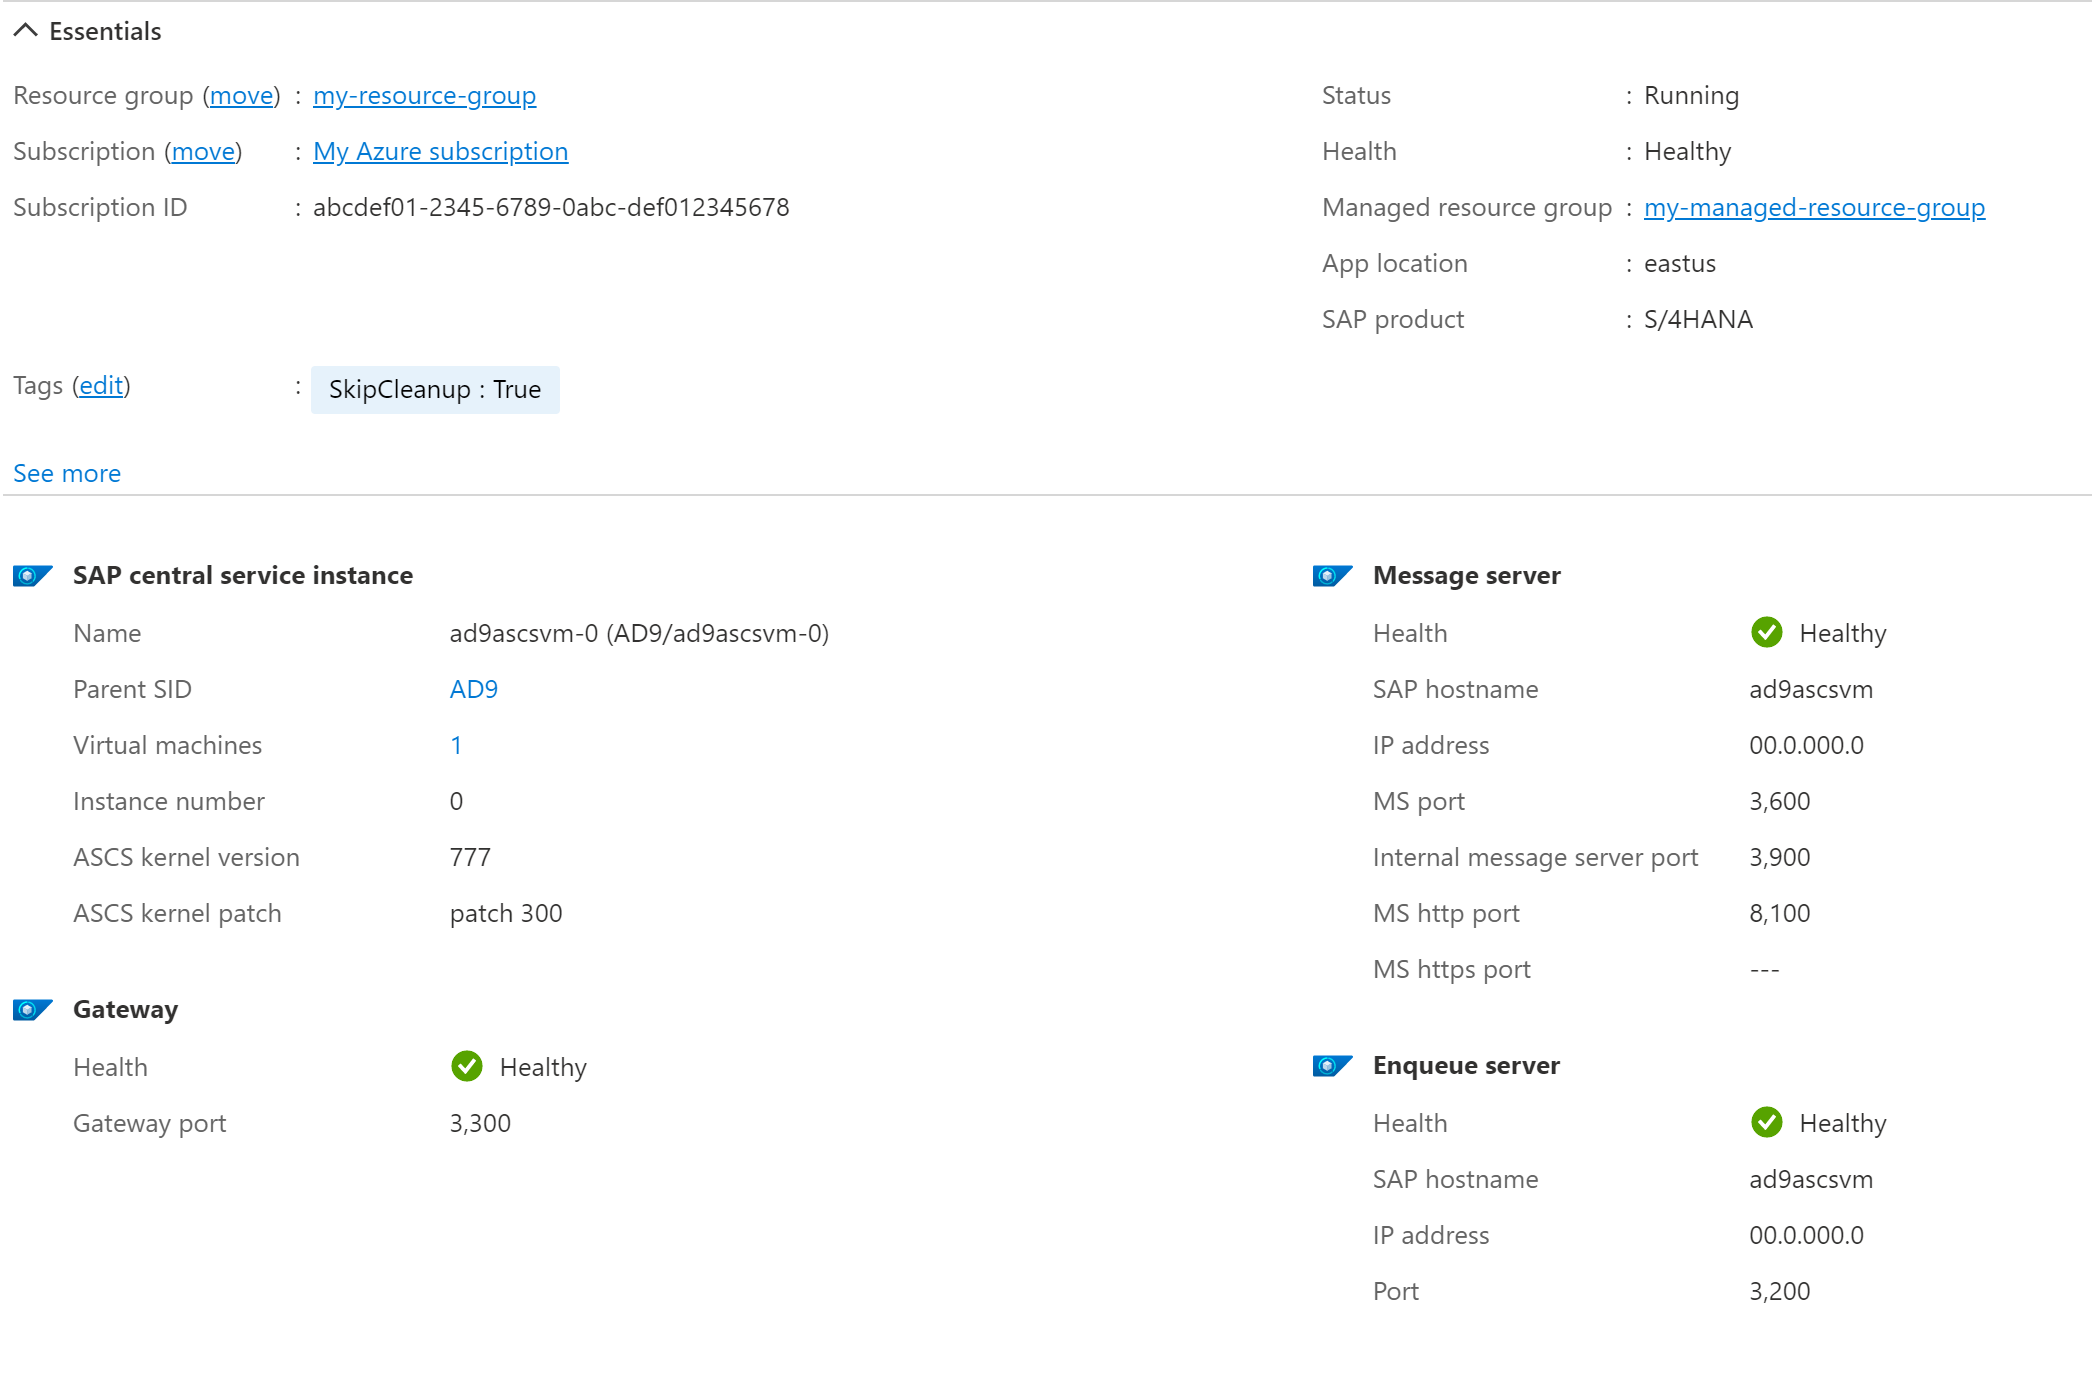 Essentials
Resource group (move) : my-resource-group
Subscription (move) : My Azure subscription
Subscription ID : abcdef01-2345-6789-0abc-def012345678
Tags (edit) : SkipCleanup : True
See more
Status : Running
Health : Healthy
Managed resource group : my-managed-resource-group
App location : eastus
SAP product : S/4HANA
SAP central service instance
Name ad9ascsvm-0 (AD9/ad9ascsvm-0)
Parent SID AD9
Virtual machines 1
Instance number 0
ASCS kernel version 777
ASCS kernel patch patch 300
Gateway
Health Healthy
Gateway port 3,300
Message server
Health Healthy
SAP hostname ad9ascsvm
IP address 00.0.000.0
MS port 3,600
Internal message server port 3,900
MS http port 8,100
MS https port ---
Enqueue server
Health Healthy
SAP hostname ad9ascsvm
IP address 00.0.000.0
Port 3,200